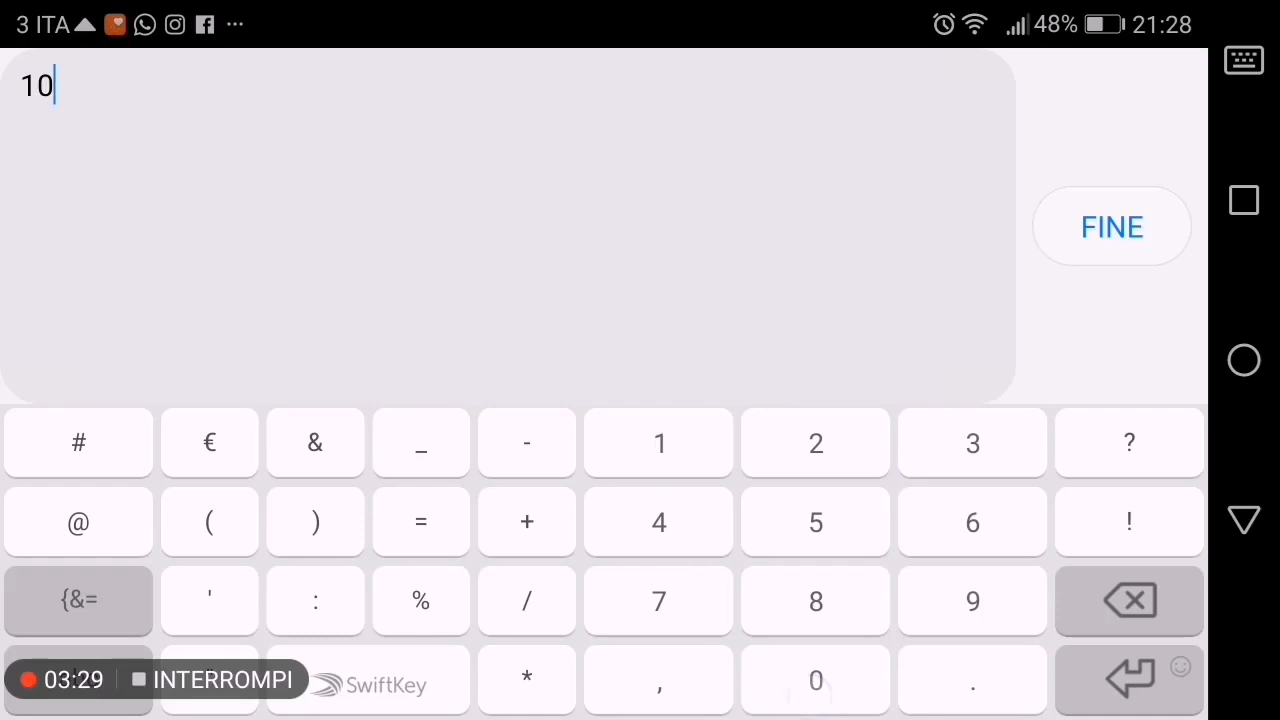 3 ITA ... 48% 21:28
10
FINE
# € & _ - 1 2 3 ?
@ ( ) = + 4 5 6 !
{&= ' : % / 7 8 9
03:29 INTERROMPI SwiftKey * , 0 .